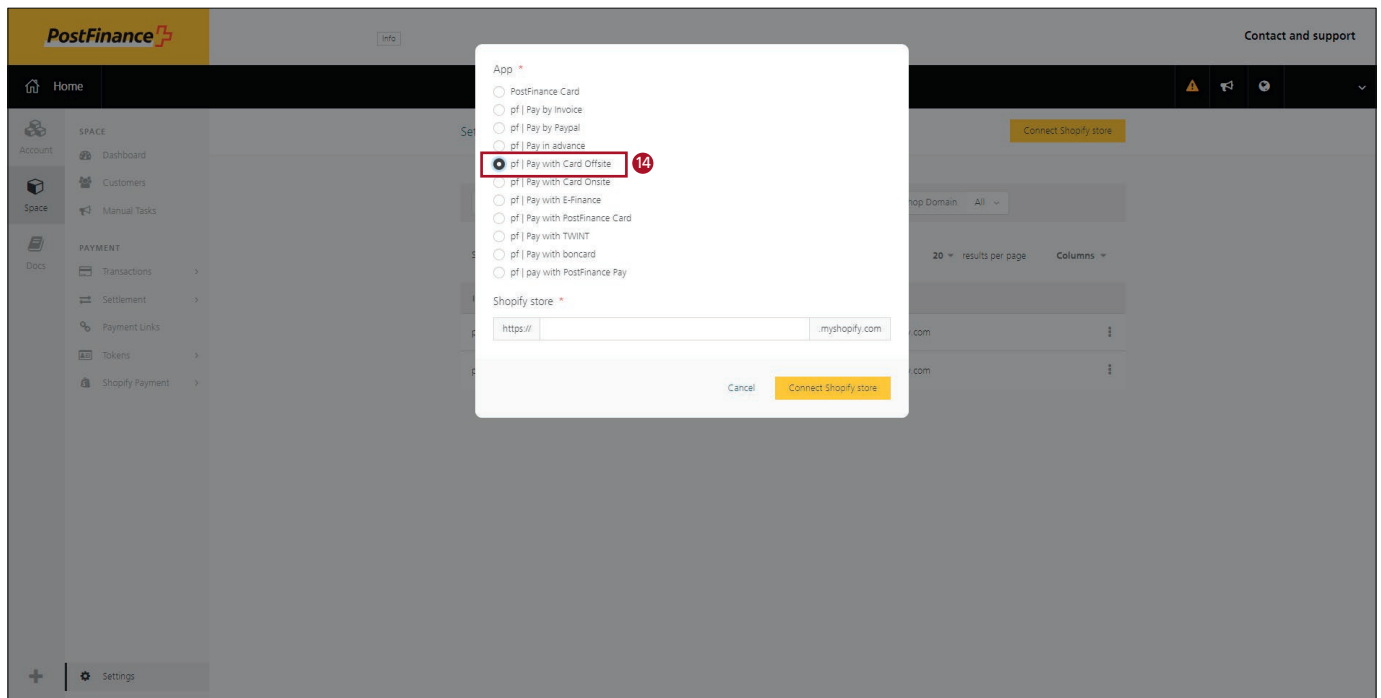 PostFinance
Info
Contact and support
Home
Account
Space
Docs
SPACE
Dashboard
Customers
Manual Tasks
PAYMENT
Transactions
Settlement
Payment Links
Tokens
Shopify Payment
Settings
Set
Connect Shopify store
hop Domain All
20 results per page Columns
.com
.com
App *
PostFinance Card
pf | Pay by Invoice
pf | Pay by Paypal
pf | Pay in advance
pf | Pay with Card Offsite
14
pf | Pay with Card Onsite
pf | Pay with E-Finance
pf | Pay with PostFinance Card
pf | Pay with TWINT
pf | Pay with boncard
pf | pay with PostFinance Pay
Shopify store *
https:// .myshopify.com
Cancel Connect Shopify store